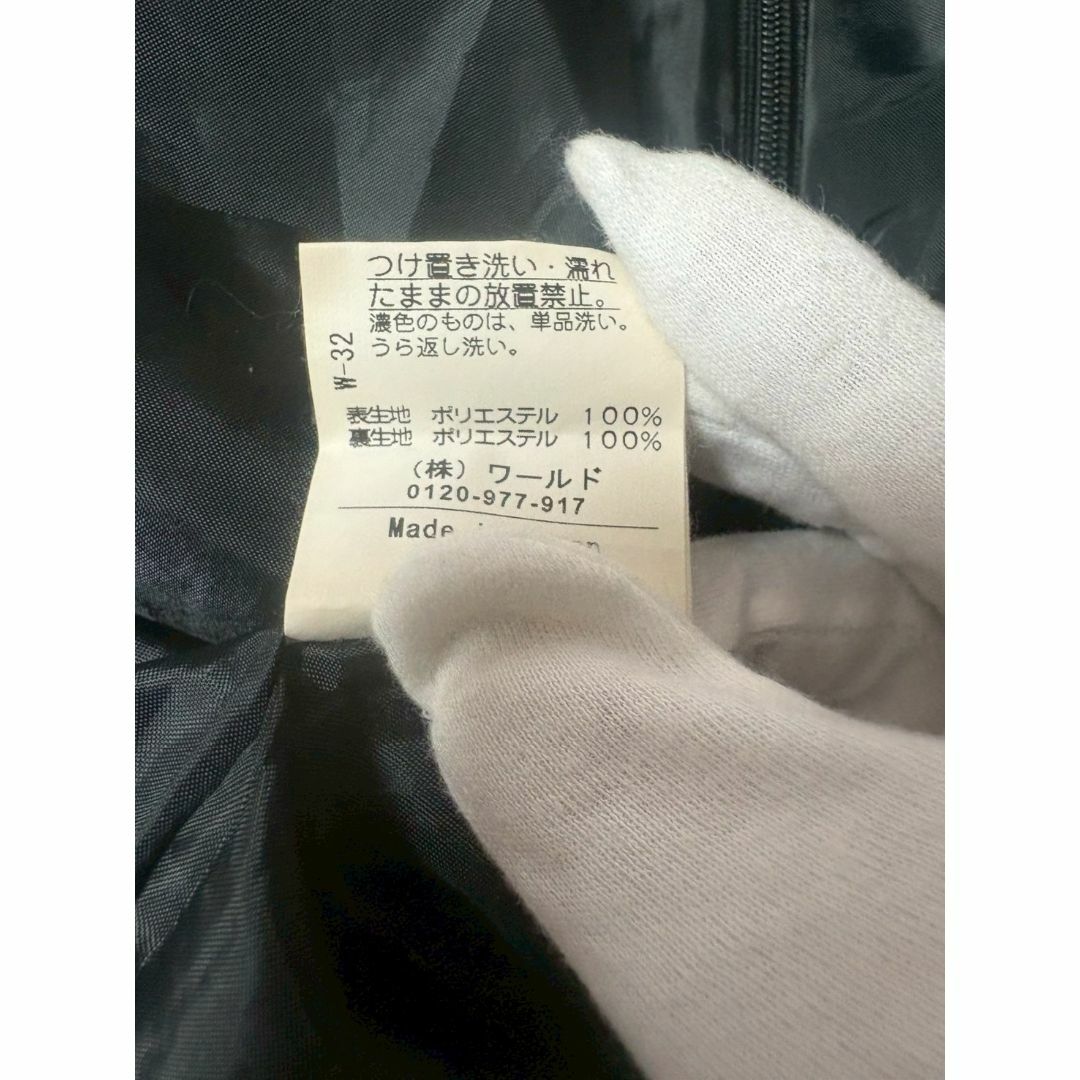 つけ置き洗い・濡れ
たままの放置禁止。
濃色のものは、単品洗い。
うら返し洗い。
W-32
表生地 ポリエステル 100%
裏生地 ポリエステル 100%
(株) ワールド
0120-977-917
Made